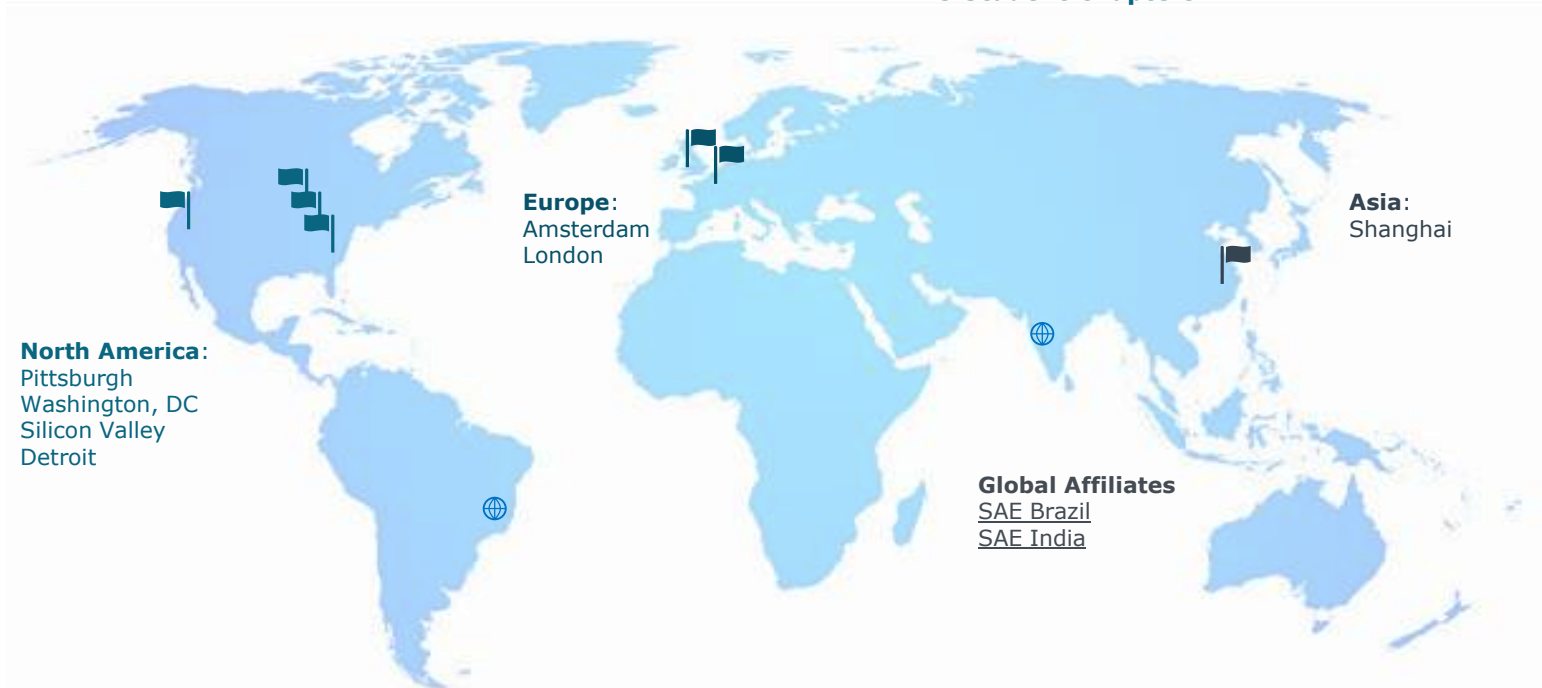 Europe:
Amsterdam
London
Asia:
Shanghai
North America:
Pittsburgh
Washington, DC
Silicon Valley
Detroit
Global Affiliates
SAE Brazil
SAE India